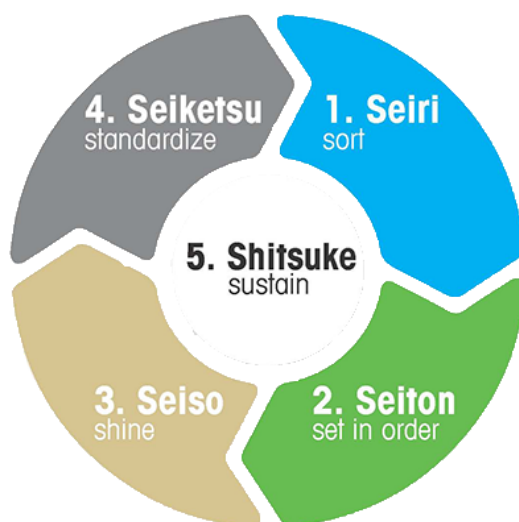 1. Seiri
sort
2. Seiton
set in order
3. Seiso
shine
4. Seiketsu
standardize
5. Shitsuke
sustain